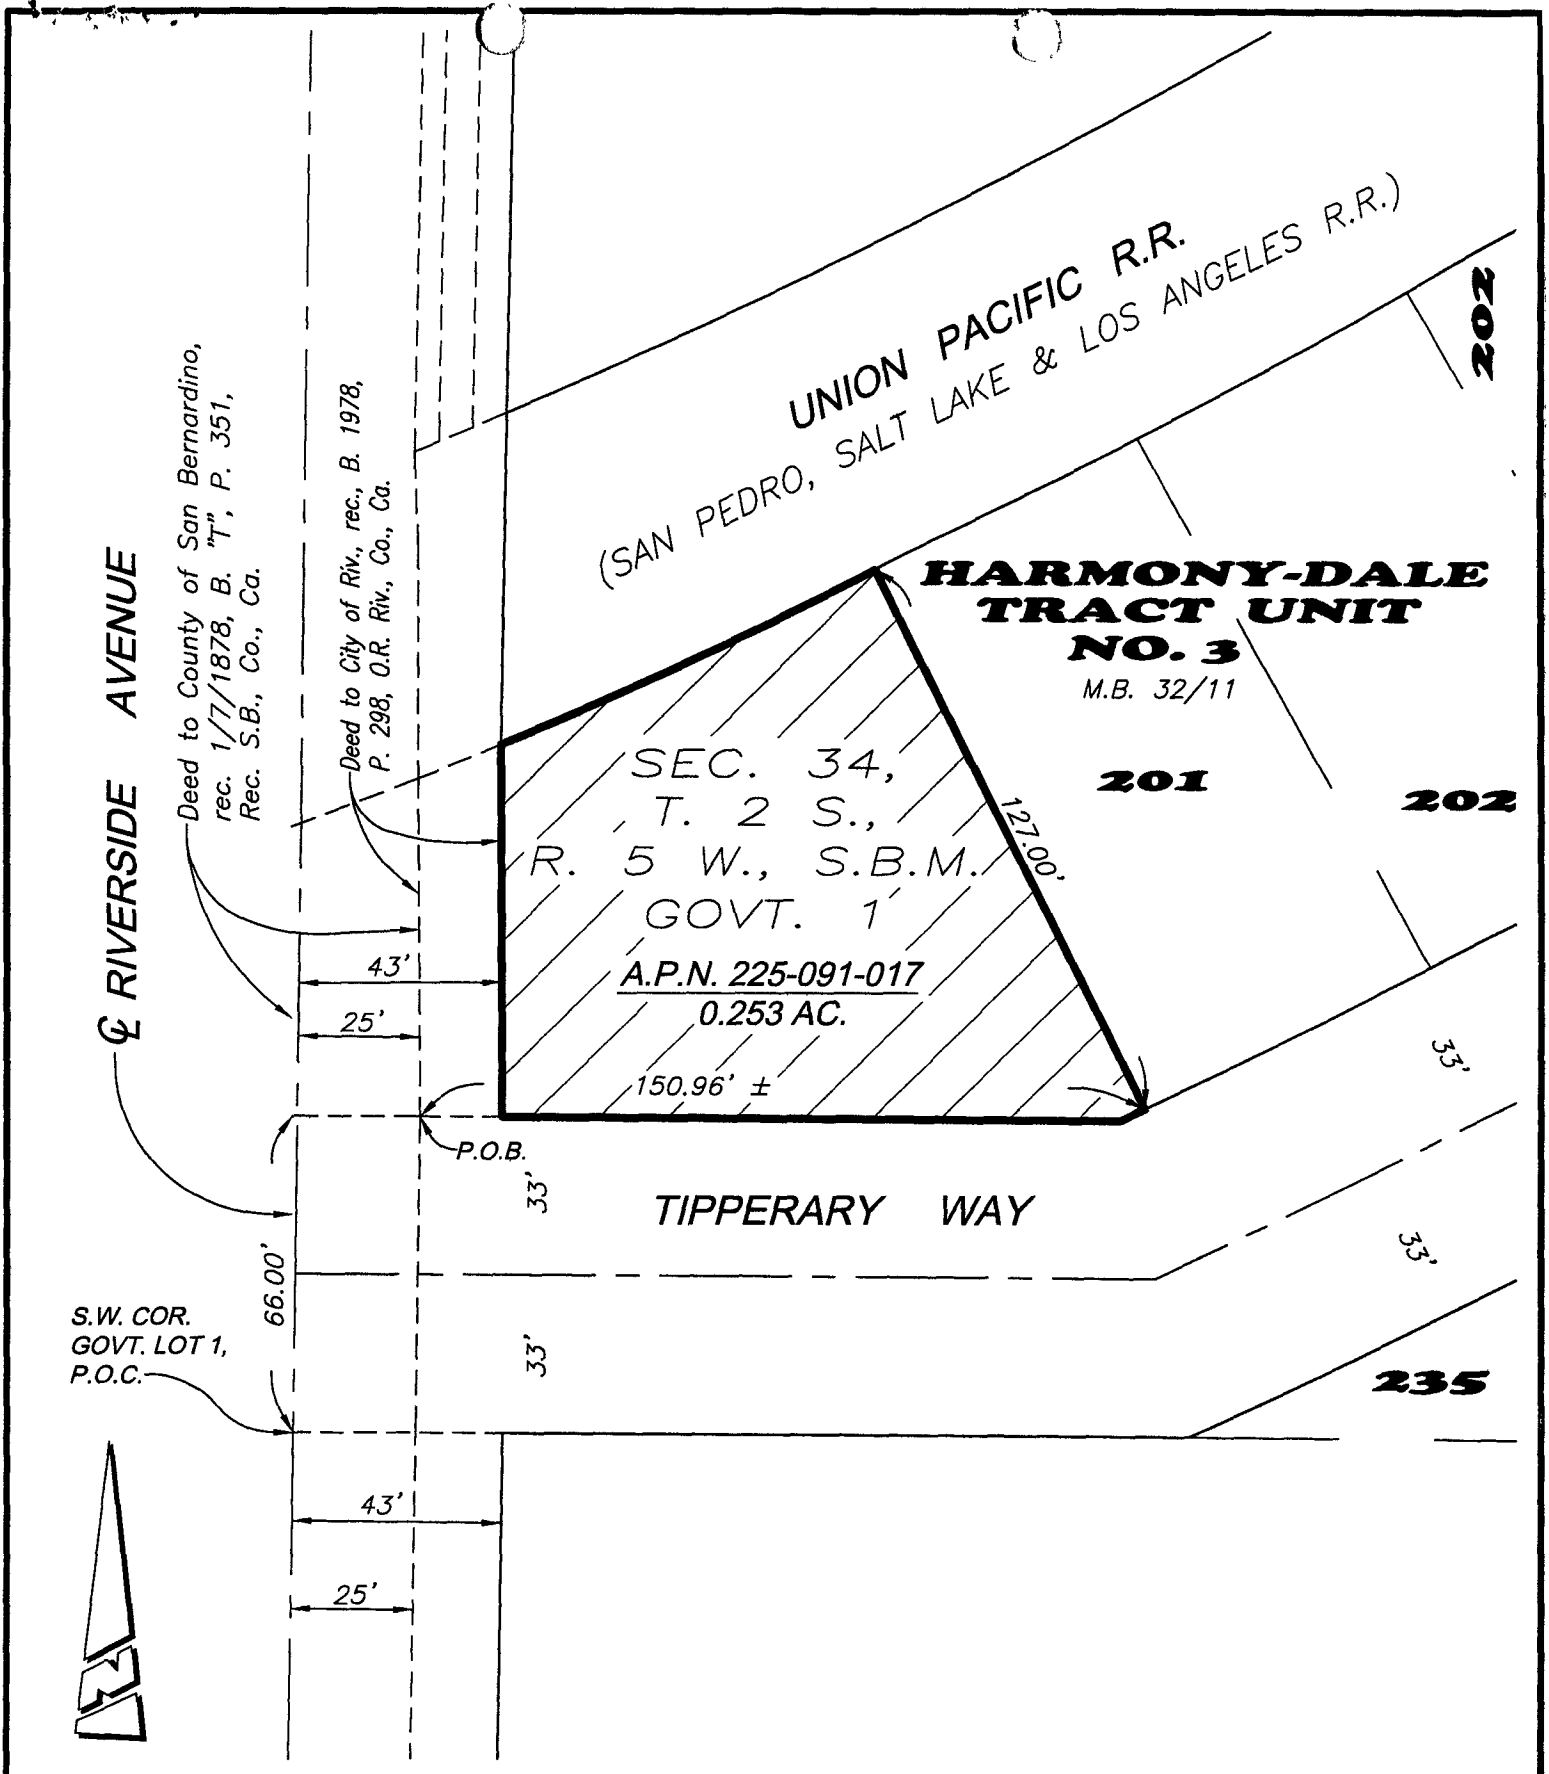 UNION PACIFIC R.R.
(SAN PEDRO, SALT LAKE & LOS ANGELES R.R.)
202
Deed to County of San Bernardino,
rec. 1/7/1878, B. "T", P. 351,
Rec. S.B., Co., Ca.
Deed to City of Riv., rec., B. 1978,
P. 298, O.R. Riv., Co., Ca.
℄ RIVERSIDE AVENUE
HARMONY-DALE
TRACT UNIT
NO. 3
M.B. 32/11
201
202
SEC. 34,
T. 2 S.,
R. 5 W., S.B.M.
GOVT. 1
A.P.N. 225-091-017
0.253 AC.
127.00'
43'
25'
150.96' ±
P.O.B.
33'
33'
TIPPERARY WAY
33'
66.00'
S.W. COR.
GOVT. LOT 1,
P.O.C.
33'
235
43'
25'
N